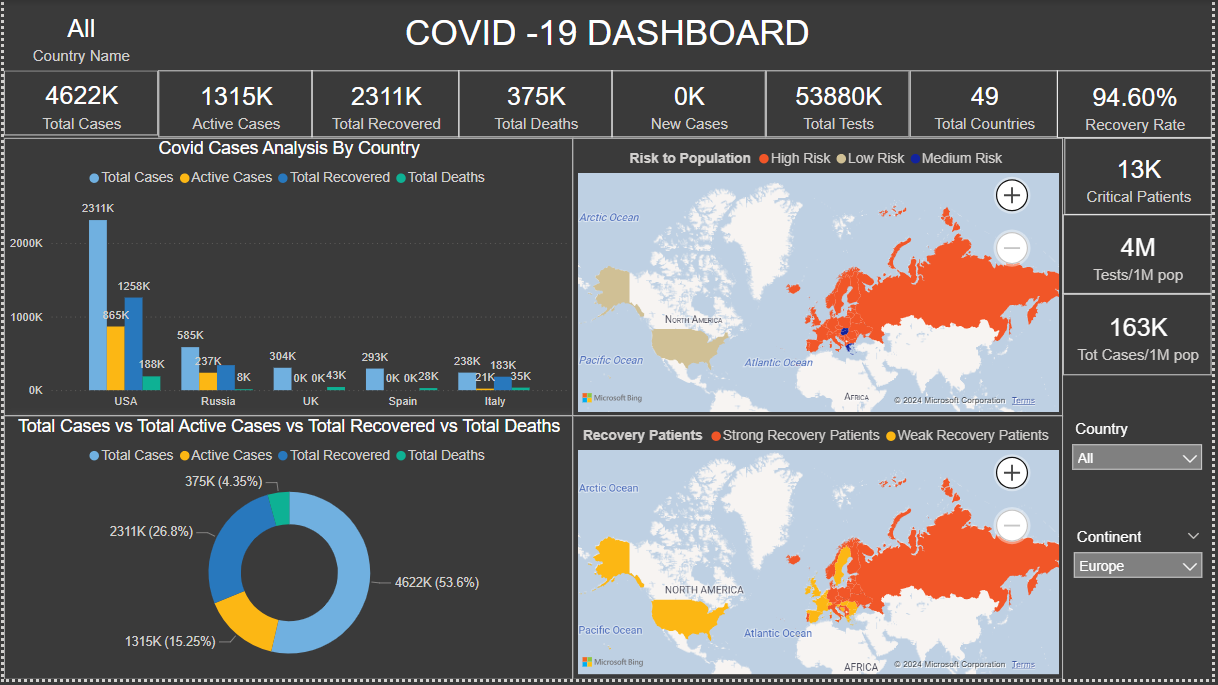 All
Country Name
COVID -19 DASHBOARD
4622K
Total Cases
1315K
Active Cases
2311K
Total Recovered
375K
Total Deaths
0K
New Cases
53880K
Total Tests
49
Total Countries
94.60%
Recovery Rate
Covid Cases Analysis By Country
Total Cases Active Cases Total Recovered Total Deaths
2311K
2000K
1258K
1000K
865K
188K
585K
237K
8K
304K
0K 0K
43K
293K
0K 0K
28K
238K
183K
21K
35K
0K
USA Russia UK Spain Italy
Risk to Population High Risk Low Risk Medium Risk
Arctic Ocean
North America
Pacific Ocean
Atlantic Ocean
Africa
Microsoft Bing
© 2024 Microsoft Corporation Terms
13K
Critical Patients
4M
Tests/1M pop
163K
Tot Cases/1M pop
Total Cases vs Total Active Cases vs Total Recovered vs Total Deaths
Total Cases Active Cases Total Recovered Total Deaths
375K (4.35%)
2311K (26.8%)
4622K (53.6%)
1315K (15.25%)
Recovery Patients Strong Recovery Patients Weak Recovery Patients
Arctic Ocean
NORTH AMERICA
Pacific Ocean
Atlantic Ocean
AFRICA
Microsoft Bing
© 2024 Microsoft Corporation Terms
Country
All
Continent
Europe